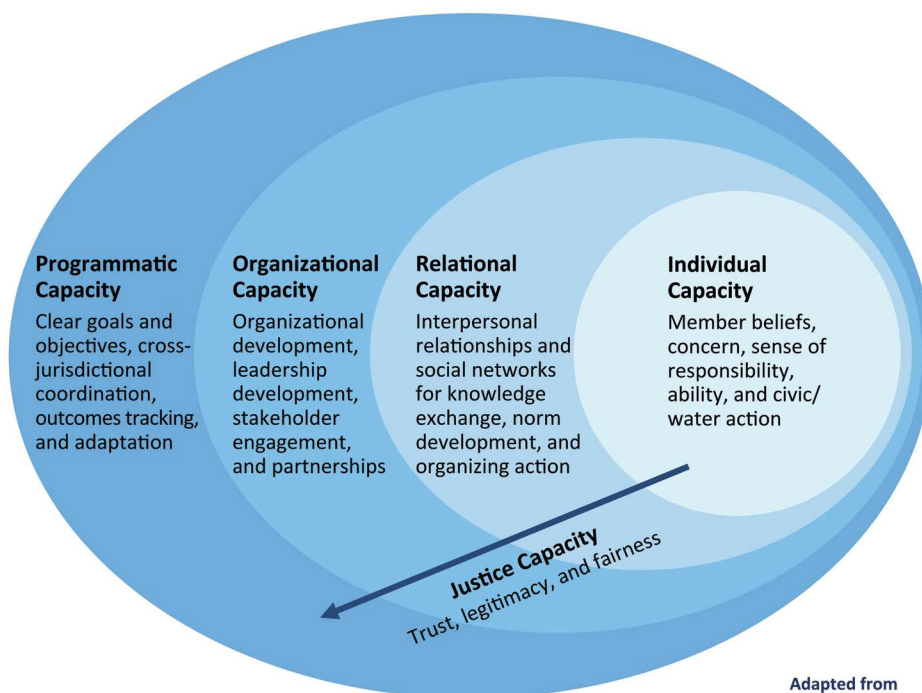 Programmatic
Capacity
Clear goals and
objectives, cross-
jurisdictional
coordination,
outcomes tracking,
and adaptation
Organizational
Capacity
Organizational
development,
leadership
development,
stakeholder
engagement,
and partnerships
Relational
Capacity
Interpersonal
relationships and
social networks
for knowledge
exchange, norm
development, and
organizing action
Individual
Capacity
Member beliefs,
concern, sense of
responsibility,
ability, and civic/
water action
Justice Capacity
Trust, legitimacy, and fairness
Adapted from